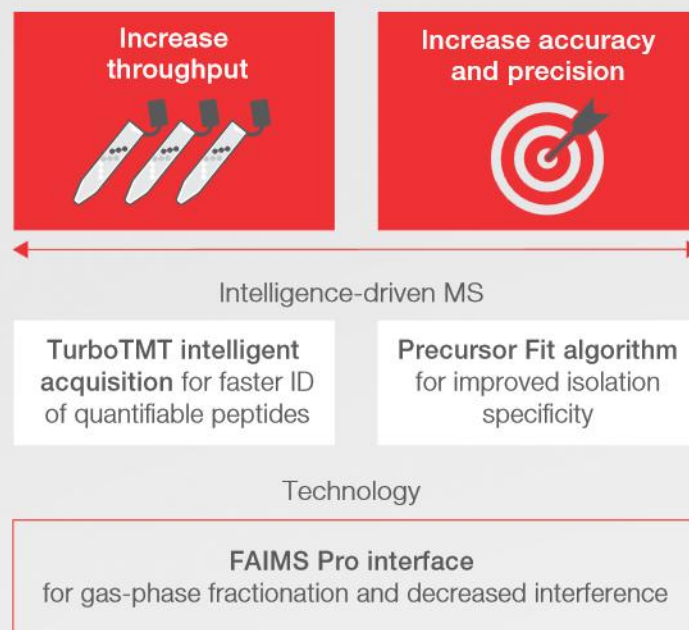 Increase
throughput
Increase accuracy
and precision
Intelligence-driven MS
TurboTMT intelligent
acquisition for faster ID
of quantifiable peptides
Precursor Fit algorithm
for improved isolation
specificity
Technology
FAIMS Pro interface
for gas-phase fractionation and decreased interference